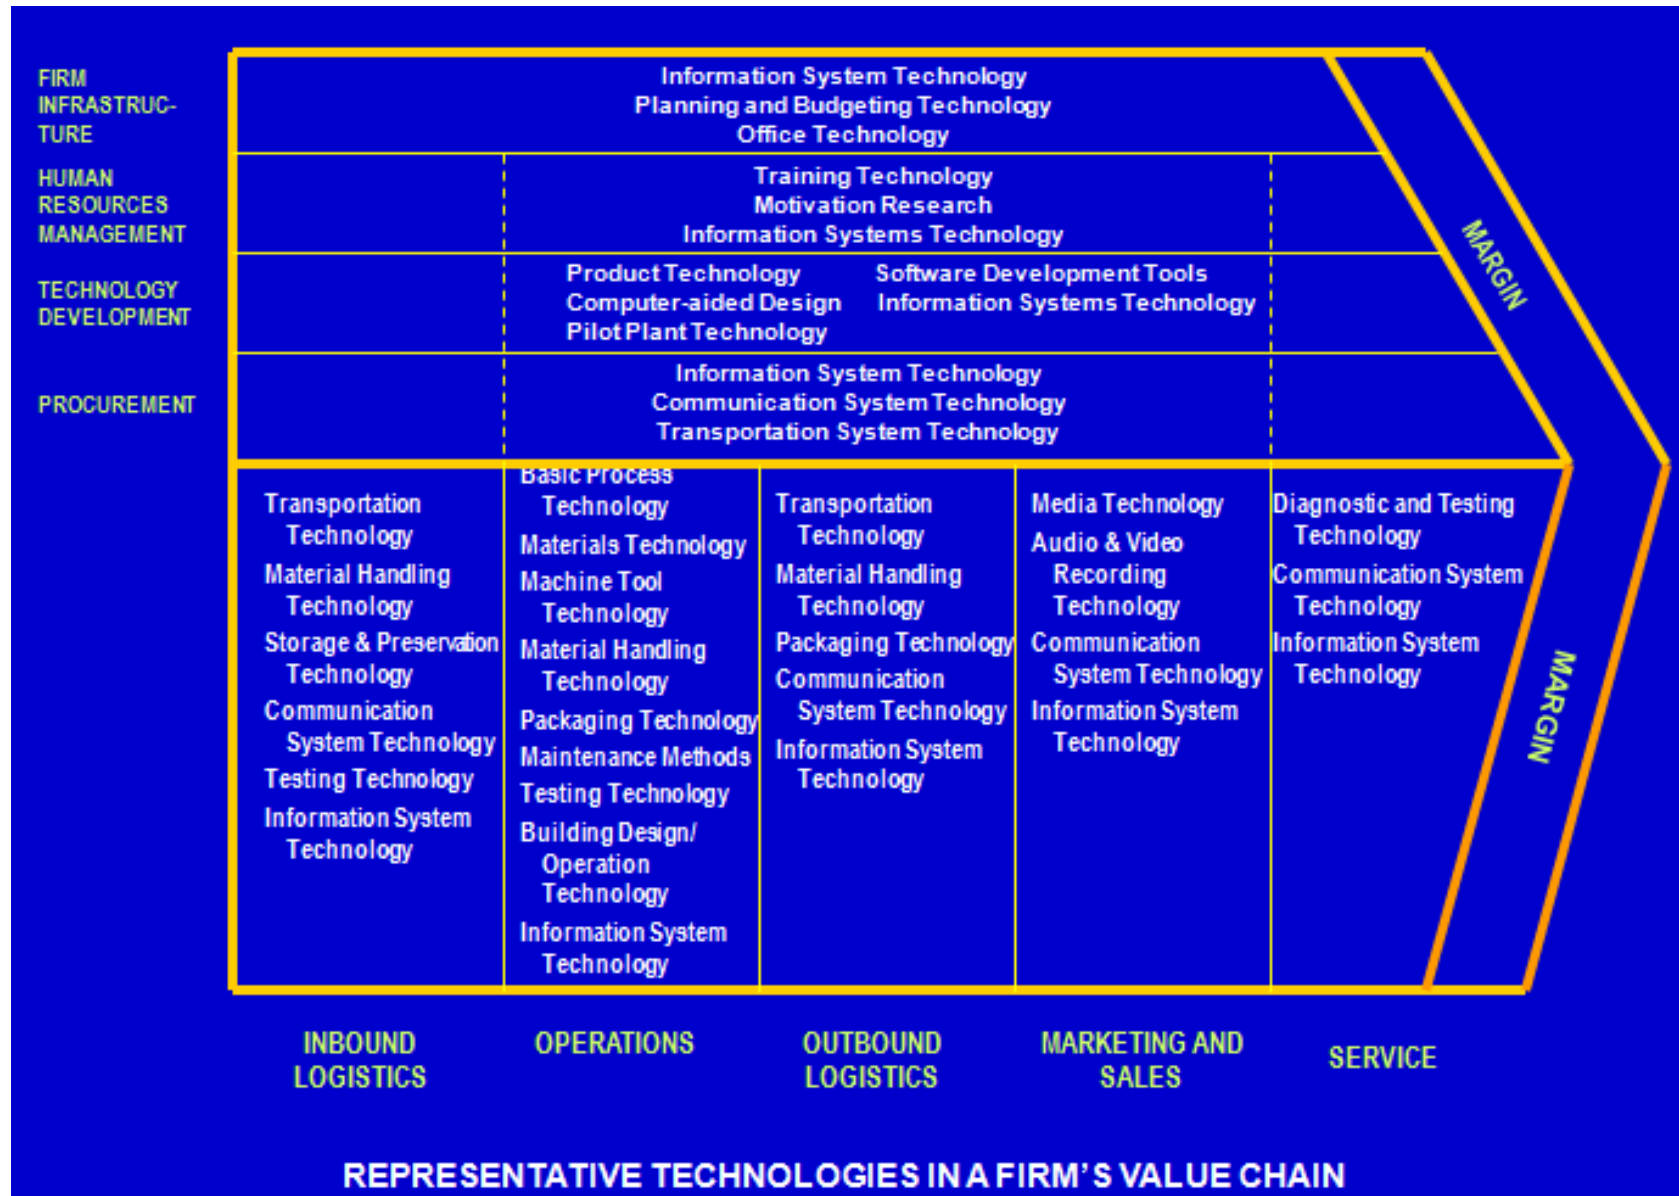 FIRM
INFRASTRUC-
TURE
Information System Technology
Planning and Budgeting Technology
Office Technology
HUMAN
RESOURCES
MANAGEMENT
Training Technology
Motivation Research
Information Systems Technology
TECHNOLOGY
DEVELOPMENT
Product Technology
Computer-aided Design
Pilot Plant Technology
Software Development Tools
Information Systems Technology
PROCUREMENT
Information System Technology
Communication System Technology
Transportation System Technology
MARGIN
Transportation
Technology
Material Handling
Technology
Storage & Preservation
Technology
Communication
System Technology
Testing Technology
Information System
Technology
Basic Process
Technology
Materials Technology
Machine Tool
Technology
Material Handling
Technology
Packaging Technology
Maintenance Methods
Testing Technology
Building Design/
Operation
Technology
Information System
Technology
Transportation
Technology
Material Handling
Technology
Packaging Technology
Communication
System Technology
Information System
Technology
Media Technology
Audio & Video
Recording
Technology
Communication
System Technology
Information System
Technology
Diagnostic and Testing
Technology
Communication System
Technology
Information System
Technology
MARGIN
INBOUND
LOGISTICS
OPERATIONS
OUTBOUND
LOGISTICS
MARKETING AND
SALES
SERVICE
REPRESENTATIVE TECHNOLOGIES IN A FIRM'S VALUE CHAIN